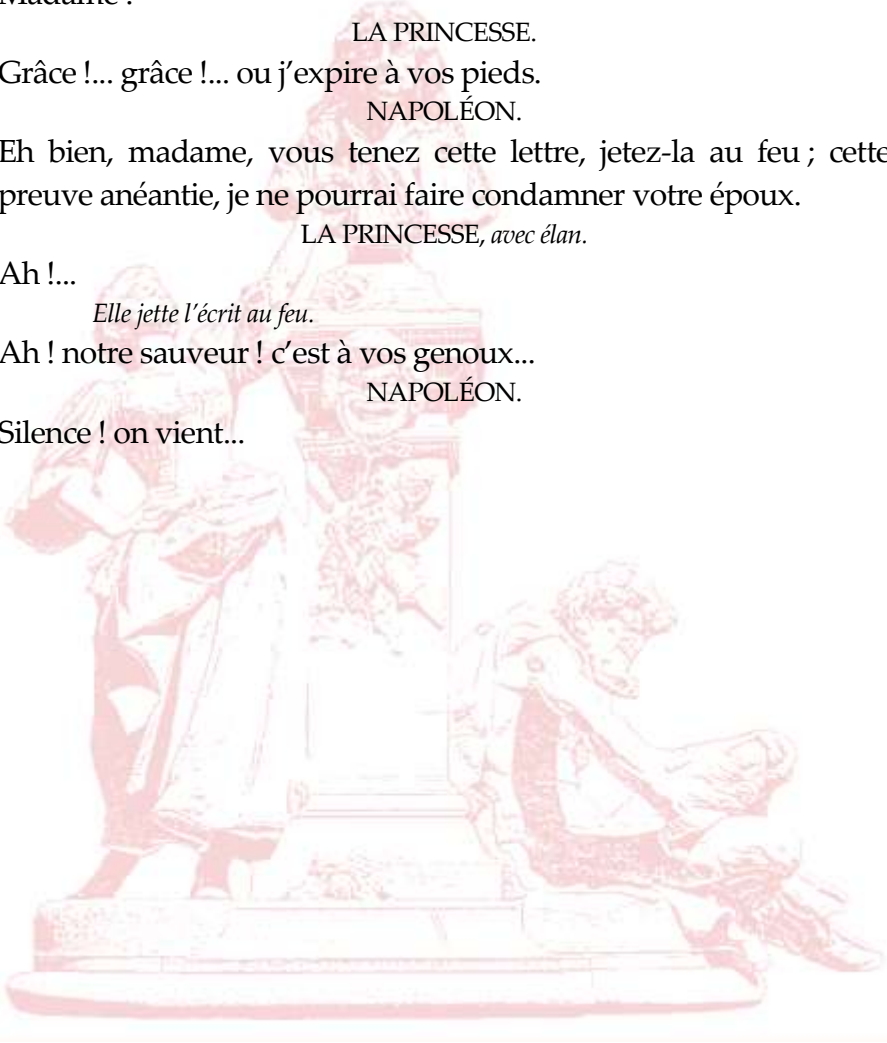 Madame !
LA PRINCESSE.
Grâce !... grâce !... ou j’expire à vos pieds.
NAPOLÉON.
Eh bien, madame, vous tenez cette lettre, jetez-la au feu ; cette
preuve anéantie, je ne pourrai faire condamner votre époux.
LA PRINCESSE, avec élan.
Ah !...
Elle jette l’écrit au feu.
Ah ! notre sauveur ! c’est à vos genoux...
NAPOLÉON.
Silence ! on vient...